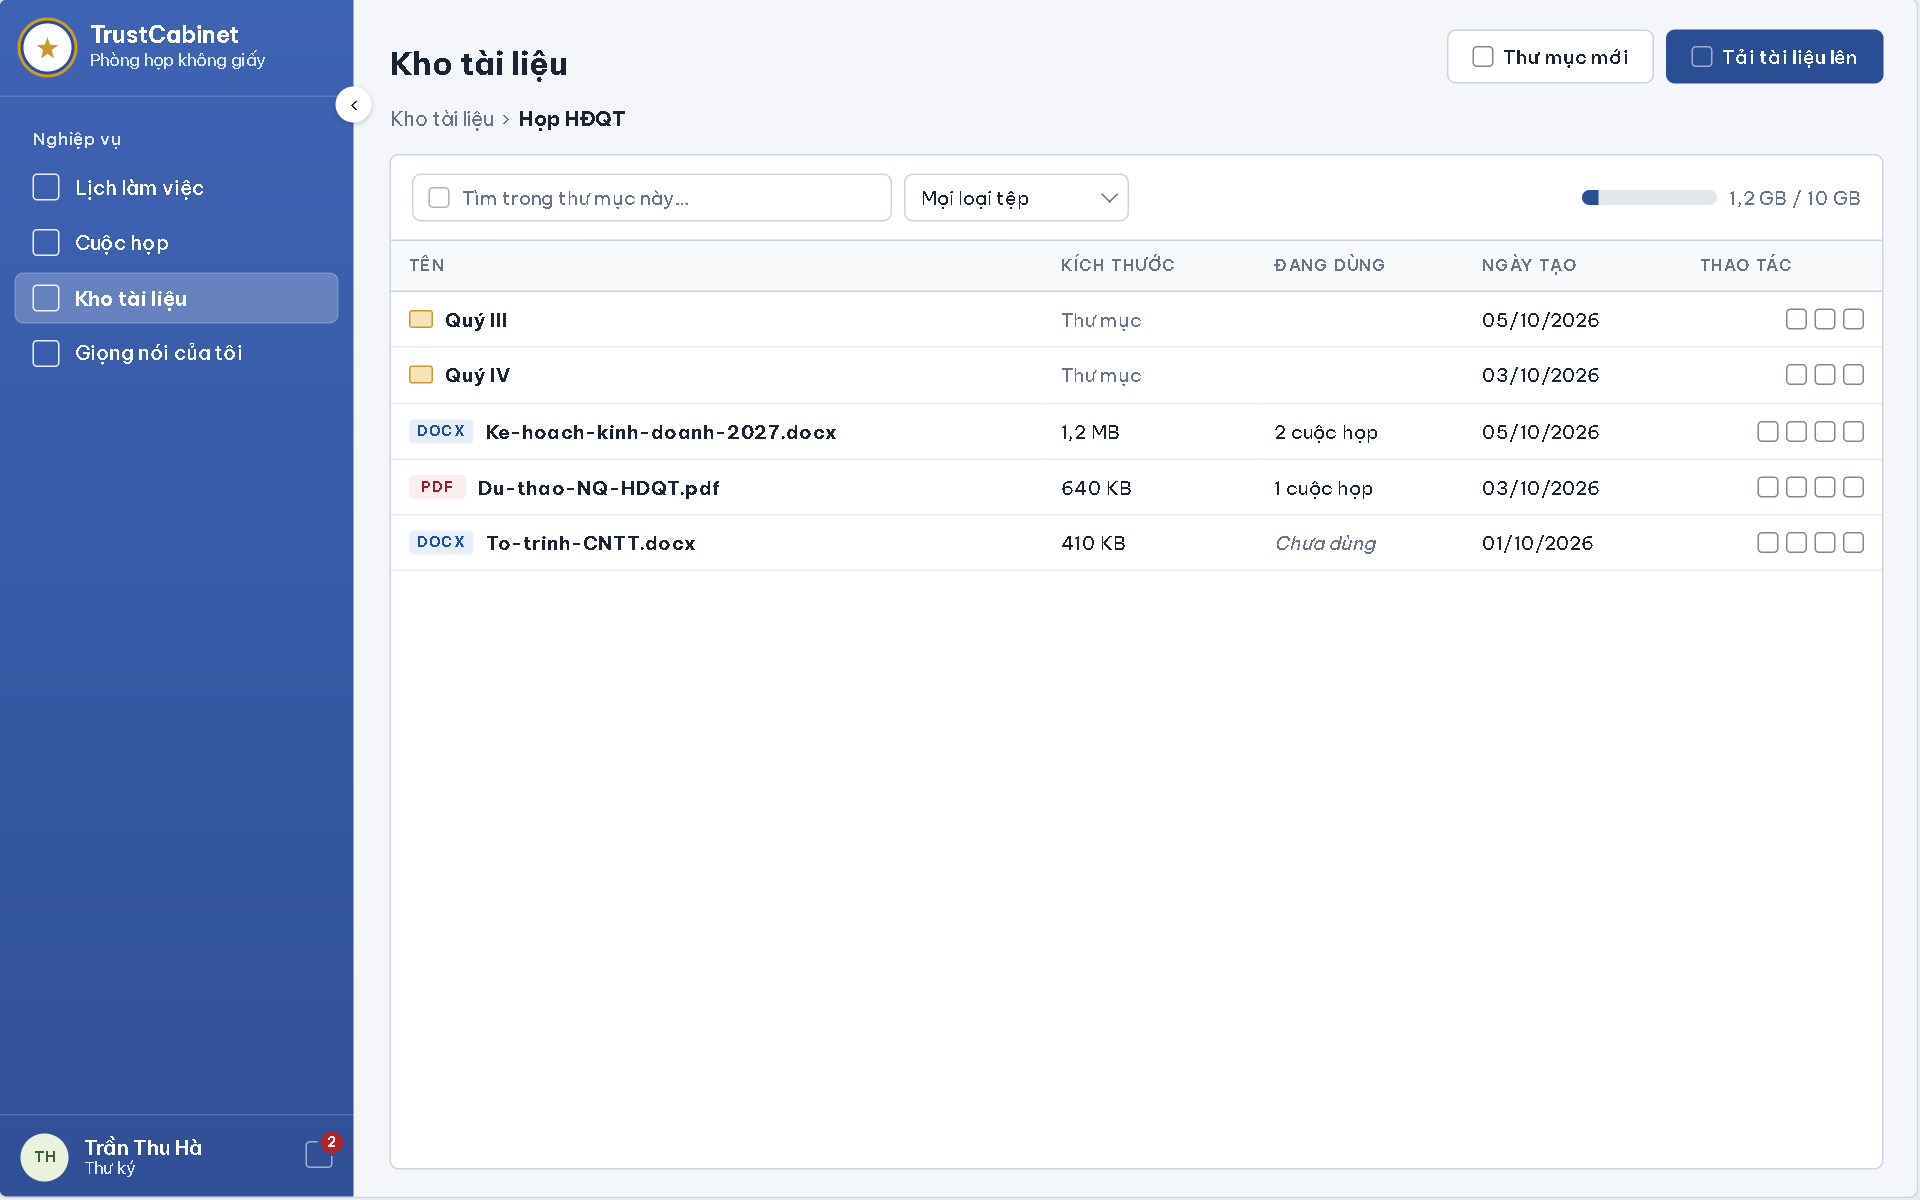 TrustCabinet
Phòng họp không giấy
Nghiệp vụ
Lịch làm việc
Cuộc họp
Kho tài liệu
Giọng nói của tôi
TH
Trần Thu Hà
Thư ký
2
Kho tài liệu
Thư mục mới
Tải tài liệu lên
Kho tài liệu › Họp HĐQT
Tìm trong thư mục này...
Mọi loại tệp
1,2 GB / 10 GB
TÊN KÍCH THƯỚC ĐANG DÙNG NGÀY TẠO THAO TÁC
Quý III Thư mục 05/10/2026
Quý IV Thư mục 03/10/2026
DOCX Ke-hoach-kinh-doanh-2027.docx 1,2 MB 2 cuộc họp 05/10/2026
PDF Du-thao-NQ-HDQT.pdf 640 KB 1 cuộc họp 03/10/2026
DOCX To-trinh-CNTT.docx 410 KB Chưa dùng 01/10/2026